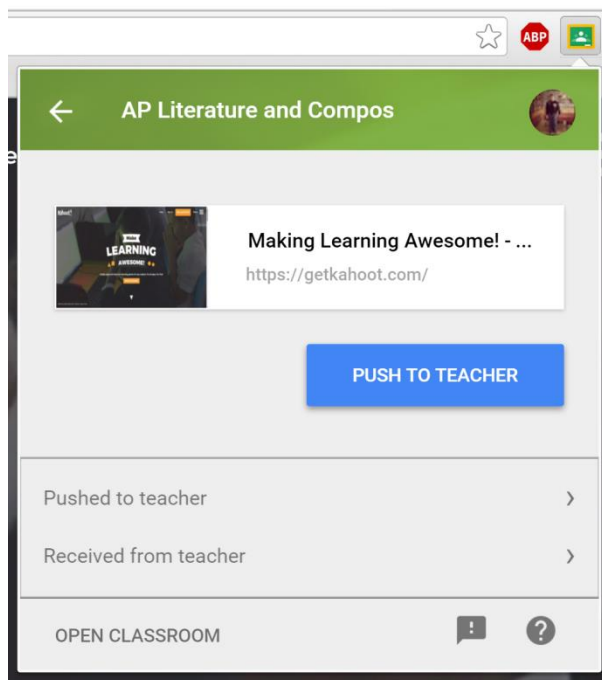 ABP
AP Literature and Compos
Making
LEARNING
AWESOME!
Making Learning Awesome! - ...
https://getkahoot.com/
PUSH TO TEACHER
Pushed to teacher
Received from teacher
OPEN CLASSROOM